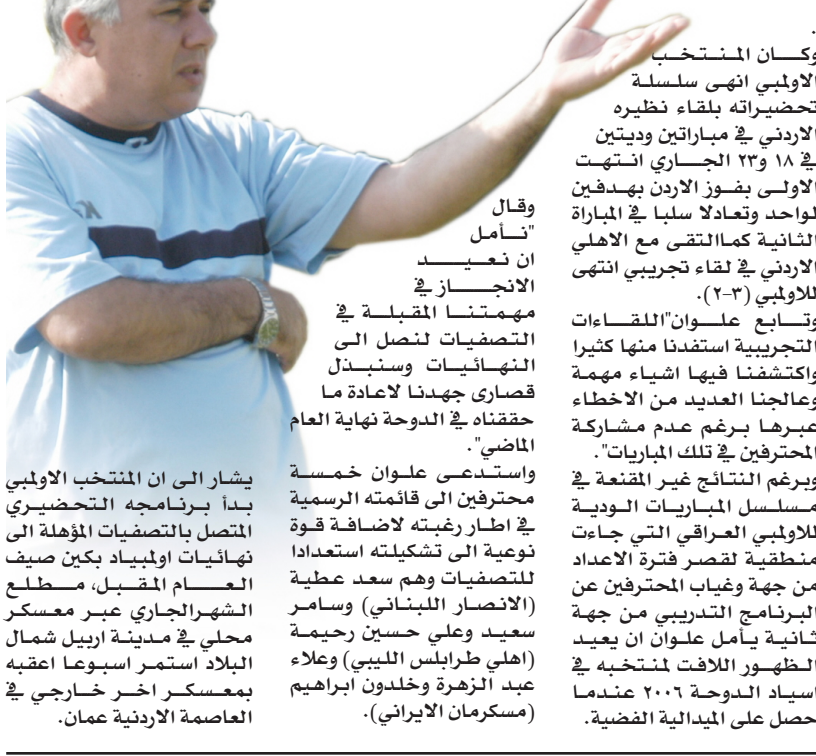 .
وكان المنتخب
الاولمبي انهى سلسلة
تحضيراته بلقاء نظيره
الاردني في مباراتين وديتين
في ١٨ و٢٣ الجاري انتهت
الاولى بفوز الاردن بهدفين
لواحد وتعادلا سلبا في المباراة
الثانية كماالتقى مع الاهلي
الاردني في لقاء تجريبي انتهى
للاولمبي (٣-٢).
وتابع علوان"اللقاءات
التجريبية استفدنا منها كثيرا
واكتشفنا فيها اشياء مهمة
وعالجنا العديد من الاخطاء
عبرها برغم عدم مشاركة
المحترفين في تلك المباريات".
وبرغم النتائج غير المقنعة في
مسلسل المباريات الودية
للاولمبي العراقي التي جاءت
منطقية لقصر فترة الاعداد
من جهة وغياب المحترفين عن
البرنامج التدريبي من جهة
ثانية يأمل علوان ان يعيد
الظهور اللافت لمنتخبه في
اسياد الدوحة ٢٠٠٦ عندما
حصل على الميدالية الفضية.
وقال
"نأمل
ان نعيد
الانجاز في
مهمتنا المقبلة في
التصفيات لنصل الى
النهائيات وسنبذل
قصارى جهدنا لاعادة ما
حققناه في الدوحة نهاية العام
الماضي".
واستدعى علوان خمسة
محترفين الى قائمته الرسمية
في اطار رغبته لاضافة قوة
نوعية الى تشكيلته استعدادا
للتصفيات وهم سعد عطية
(الانصار اللبناني) وسامر
سعيد وعلي حسين رحيمة
(اهلي طرابلس الليبي) وعلاء
عبد الزهرة وخلدون ابراهيم
(مسكرمان الايراني).
يشار الى ان المنتخب الاولمبي
بدأ برنامجه التحضيري
المتصل بالتصفيات المؤهلة الى
نهائيات اولمبياد بكين صيف
العام المقبل، مطلع
الشهرالجاري عبر معسكر
محلي في مدينة اربيل شمال
البلاد استمر اسبوعا اعقبه
بمعسكر اخر خارجي في
العاصمة الاردنية عمان.